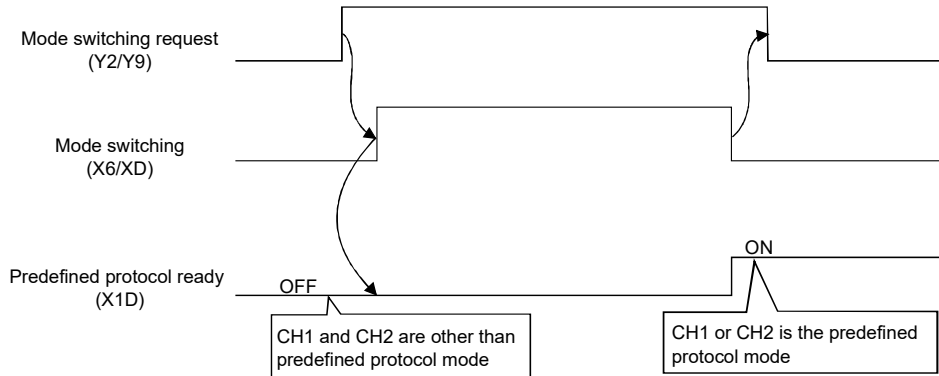 Mode switching request
(Y2/Y9)
Mode switching
(X6/XD)
Predefined protocol ready
(X1D)
OFF
ON
CH1 and CH2 are other than
predefined protocol mode
CH1 or CH2 is the predefined
protocol mode